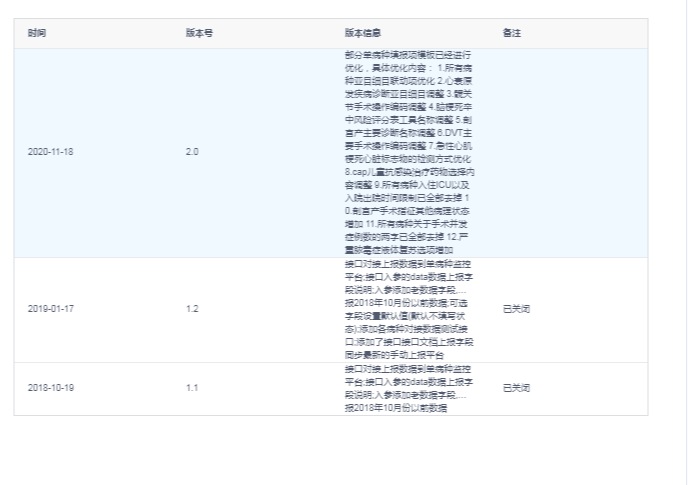 时间 版本号 版本信息 备注
部分单病种填报项模板已经进行
优化，具体优化内容： 1.所有病
种亚目细目联动项优化 2.心衰原
发疾病诊断亚目细目调整 3.髋关
节手术操作编码调整 4.脑梗死卒
中风险评分表工具名称调整 5.剖
宫产主要诊断名称调整 6.DVT主
要手术操作编码调整 7.急性心肌
梗死心脏标志物的检测方式优化
2020-11-18 2.0
8.cap儿童抗感染治疗药物选择内
容调整 9.所有病种入住ICU以及
入院出院时间限制已全部去掉 1
0.剖宫产手术指征其他病理状态
增加 11.所有病种关于手术并发
症例数的两字已全部去掉 12.严
重脓毒症液体复苏选项增加
接口对接上报数据到单病种监控
平台;接口入参的data数据上报字
段说明;入参添加老数据字段,...
报2018年10月份以前数据;可选
2019-01-17 1.2 字段设置默认值(默认不填写状 已关闭
态);添加各病种对接数据测试接
口;添加了接口接口文档上报字段
同步最新的手动上报平台
接口对接上报数据到单病种监控
平台;接口入参的data数据上报字
2018-10-19 1.1 已关闭
段说明;入参添加老数据字段,...
报2018年10月份以前数据